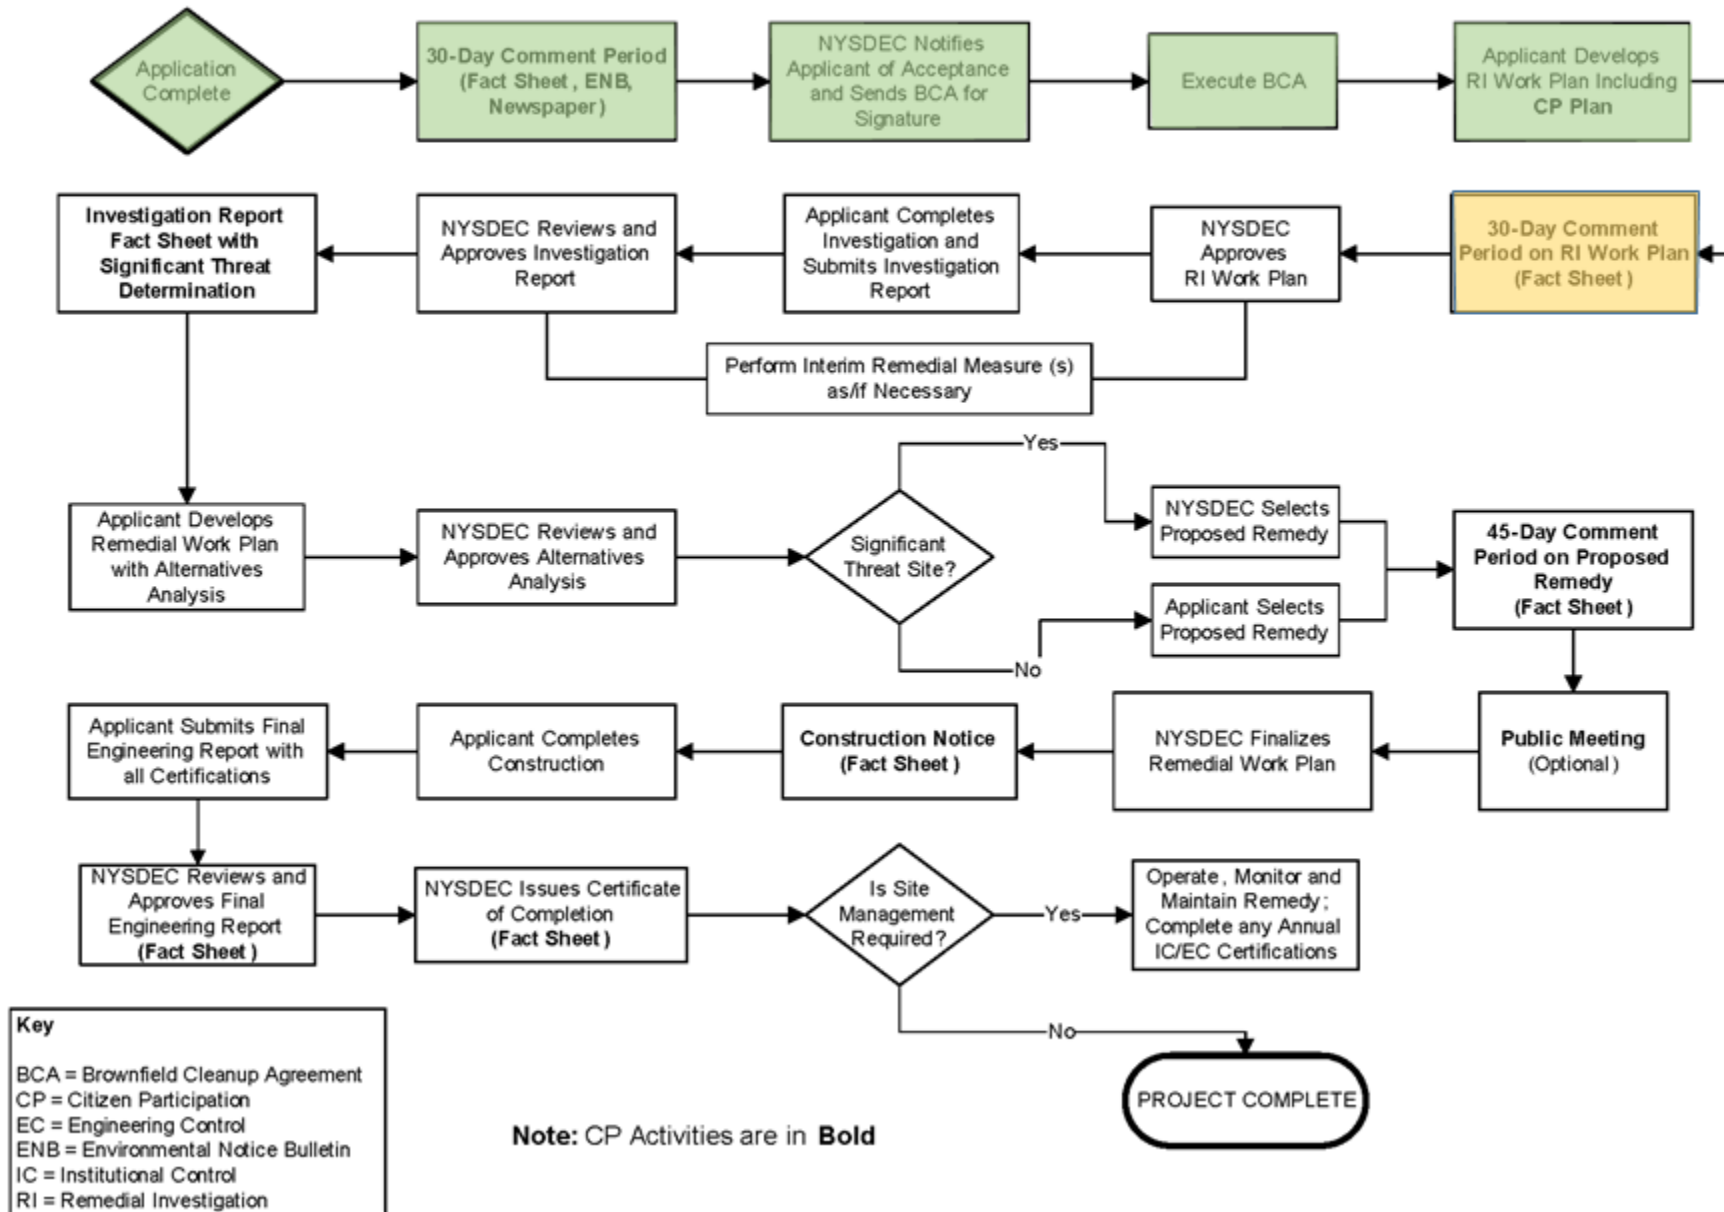 Application
Complete
30-Day Comment Period
(Fact Sheet , ENB,
Newspaper )
NYSDEC Notifies
Applicant of Acceptance
and Sends BCA for
Signature
Execute BCA
Applicant Develops
RI Work Plan Including
CP Plan
30-Day Comment
Period on RI Work Plan
(Fact Sheet )
NYSDEC
Approves
RI Work Plan
Applicant Completes
Investigation and
Submits Investigation
Report
NYSDEC Reviews and
Approves Investigation
Report
Investigation Report
Fact Sheet with
Significant Threat
Determination
Perform Interim Remedial Measure (s)
as/if Necessary
Applicant Develops
Remedial Work Plan
with Alternatives
Analysis
NYSDEC Reviews and
Approves Alternatives
Analysis
Significant
Threat Site?
Yes
No
NYSDEC Selects
Proposed Remedy
Applicant Selects
Proposed Remedy
45-Day Comment
Period on Proposed
Remedy
(Fact Sheet )
Public Meeting
(Optional )
NYSDEC Finalizes
Remedial Work Plan
Construction Notice
(Fact Sheet )
Applicant Completes
Construction
Applicant Submits Final
Engineering Report with
all Certifications
NYSDEC Reviews and
Approves Final
Engineering Report
(Fact Sheet )
NYSDEC Issues Certificate
of Completion
(Fact Sheet )
Is Site
Management
Required ?
Yes
Operate , Monitor and
Maintain Remedy ;
Complete any Annual
IC/EC Certifications
No
PROJECT COMPLETE
Key
BCA = Brownfield Cleanup Agreement
CP = Citizen Participation
EC = Engineering Control
ENB = Environmental Notice Bulletin
IC = Institutional Control
RI = Remedial Investigation
Note: CP Activities are in Bold